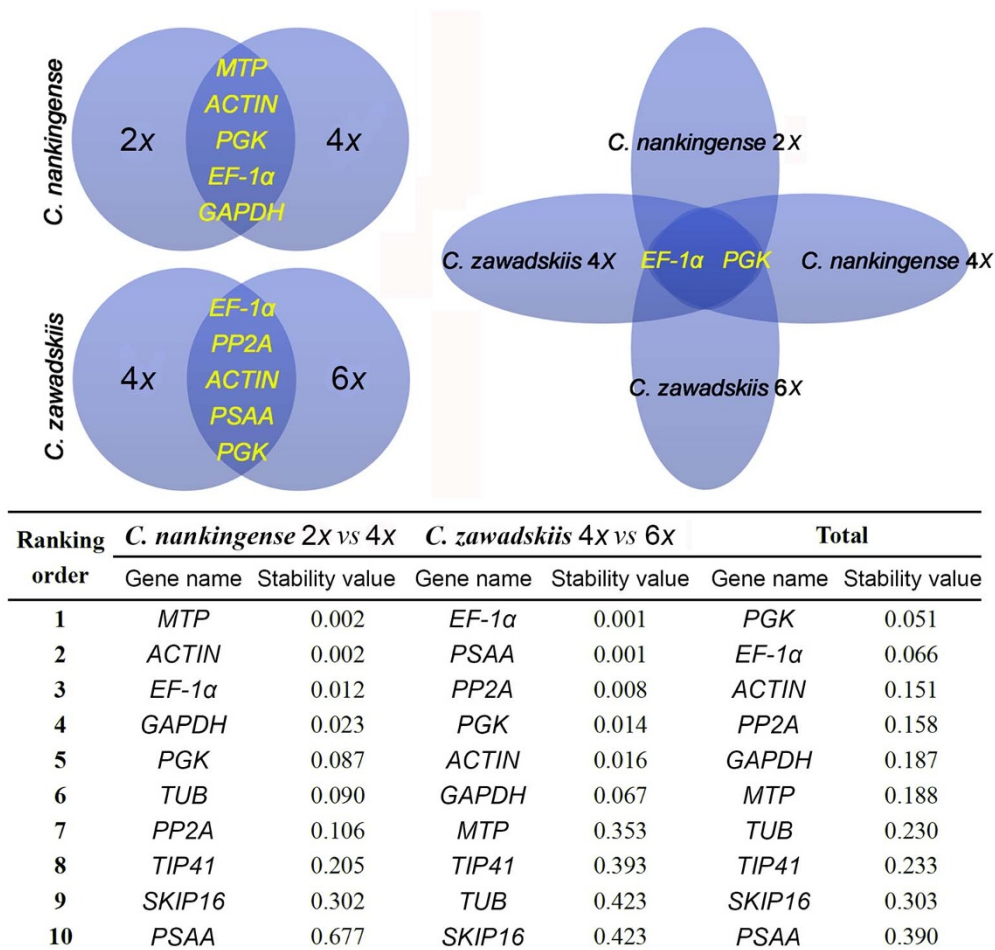 C. nankingense
2x
MTP
ACTIN
PGK
EF-1α
GAPDH
4x
C. zawadskiis
4x
EF-1α
PP2A
ACTIN
PSAA
PGK
6x
C. nankingense 2X
C. zawadskiis 4X EF-1α PGK C. nankingense 4X
C. zawadskiis 6X
Ranking order C. nankingense 2x vs 4x C. zawadskiis 4x vs 6x Total
Gene name Stability value Gene name Stability value Gene name Stability value
1 MTP 0.002 EF-1α 0.001 PGK 0.051
2 ACTIN 0.002 PSAA 0.001 EF-1α 0.066
3 EF-1α 0.012 PP2A 0.008 ACTIN 0.151
4 GAPDH 0.023 PGK 0.014 PP2A 0.158
5 PGK 0.087 ACTIN 0.016 GAPDH 0.187
6 TUB 0.090 GAPDH 0.067 MTP 0.188
7 PP2A 0.106 MTP 0.353 TUB 0.230
8 TIP41 0.205 TIP41 0.393 TIP41 0.233
9 SKIP16 0.302 TUB 0.423 SKIP16 0.303
10 PSAA 0.677 SKIP16 0.423 PSAA 0.390